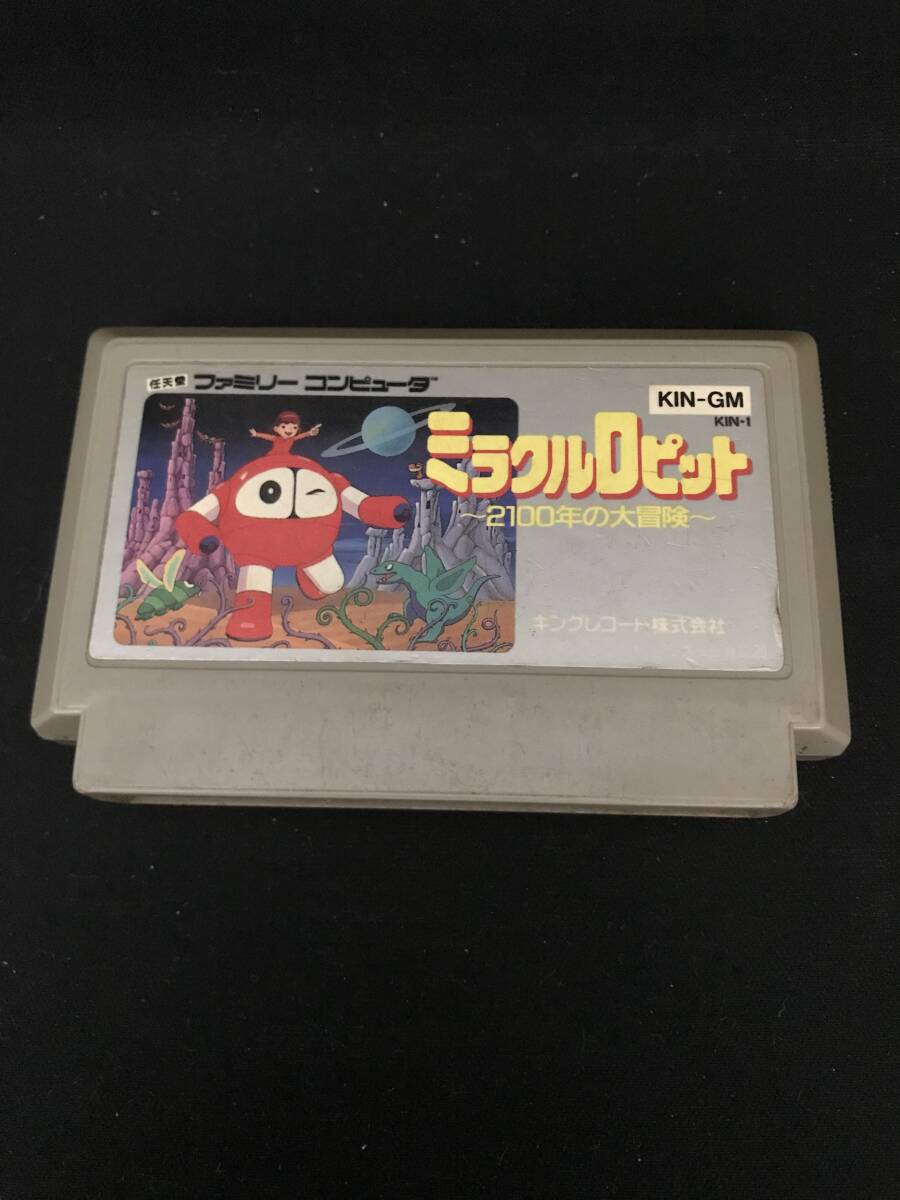 任天堂 ファミリー コンピュータ™
KIN-GM
KIN-1
ミラクルロピット
～2100年の大冒険～
キングレコード株式会社